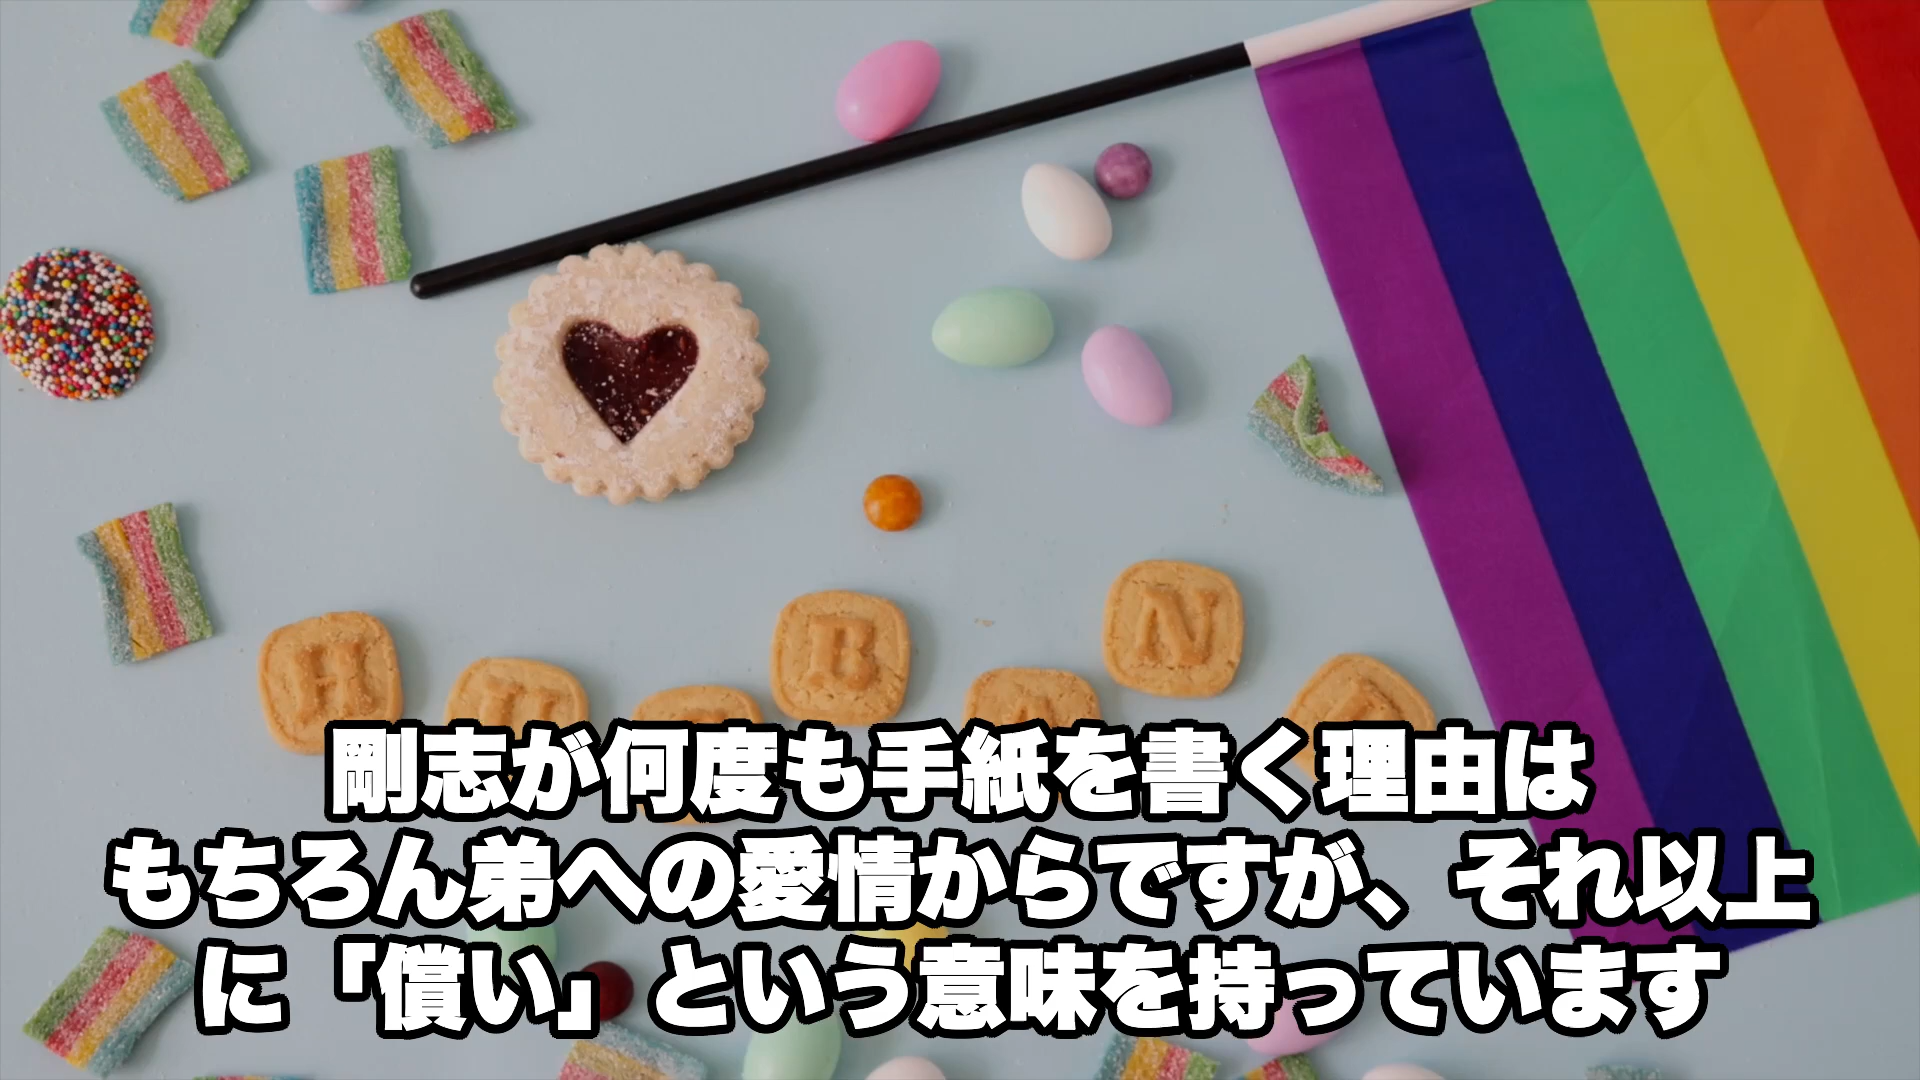 H U S B A N D
剛志が何度も手紙を書く理由は
もちろん弟への愛情からですが、それ以上
に「償い」という意味を持っています